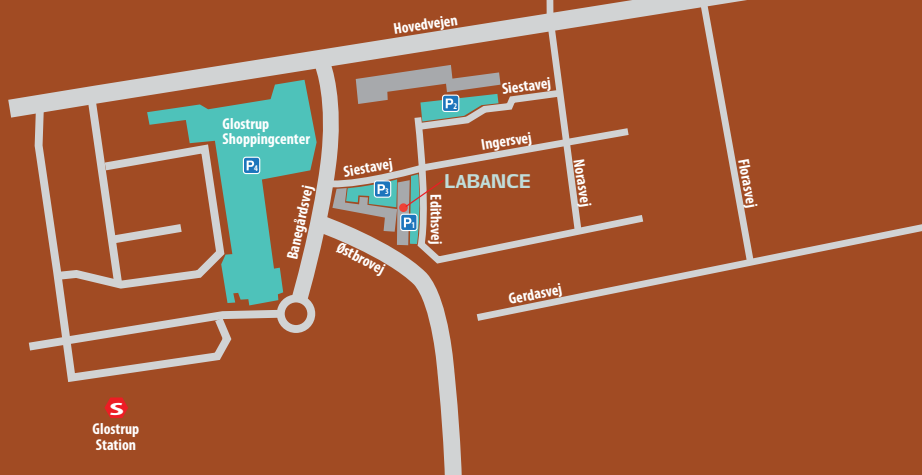 Hovedvejen
Siestavej
P2
Glostrup
Shoppingcenter
P4
Ingersvej
Siestavej
P3
LABANCE
Norasvej
Florasvej
Banegårdsvej
Edithsvej
P1
Østbrovej
Gerdasvej
S
Glostrup
Station